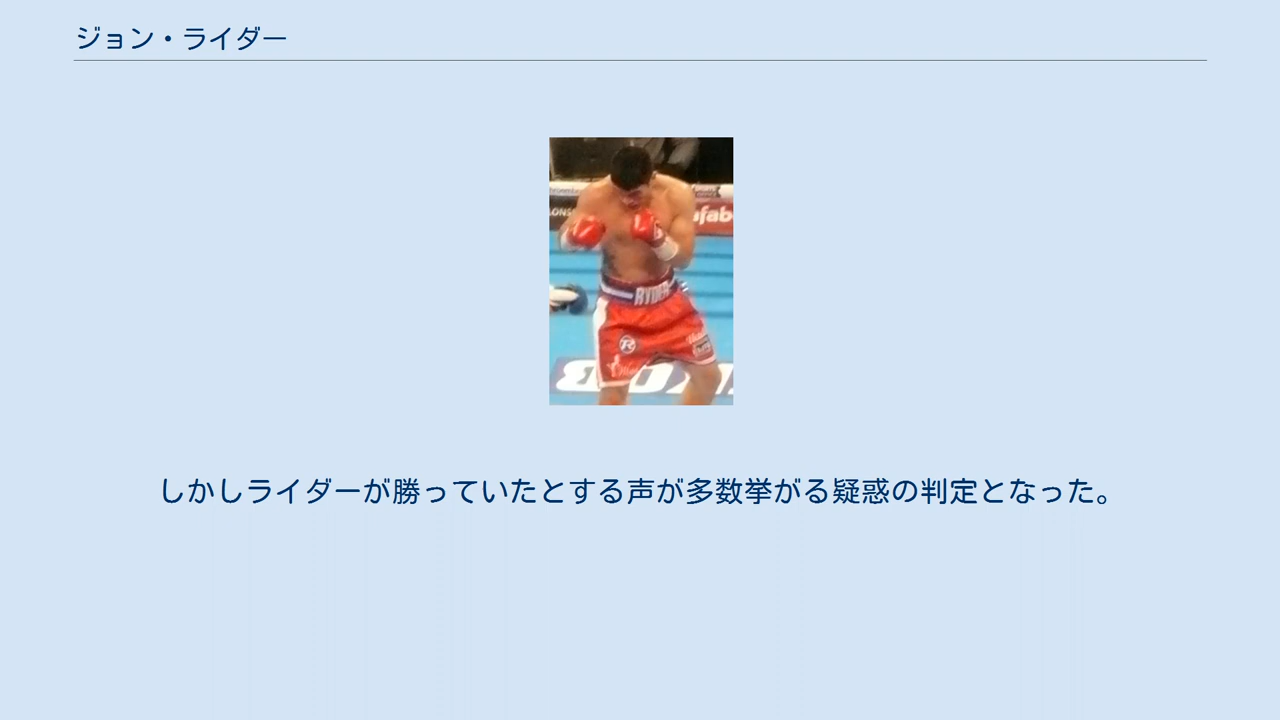 ジョン・ライダー
RYDER
しかしライダーが勝っていたとする声が多数挙がる疑惑の判定となった。